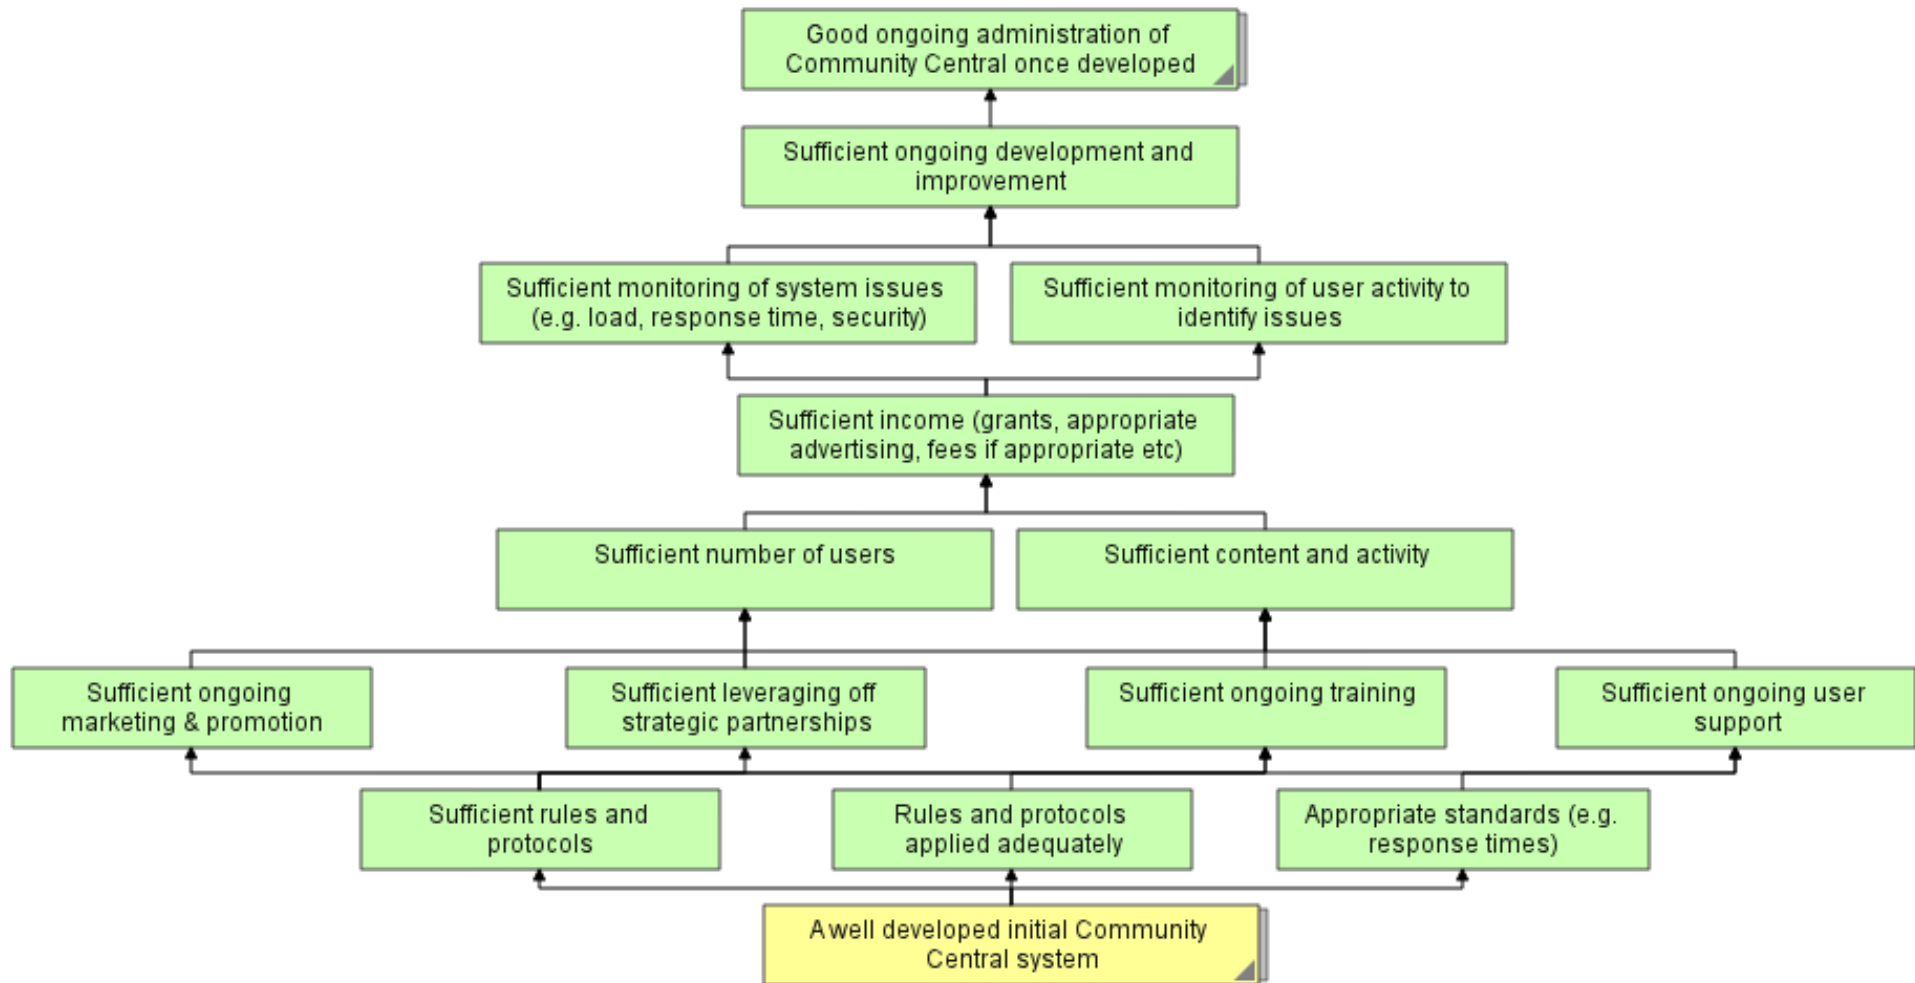 Good ongoing administration of
Community Central once developed
Sufficient ongoing development and
improvement
Sufficient monitoring of system issues
(e.g. load, response time, security)
Sufficient monitoring of user activity to
identify issues
Sufficient income (grants, appropriate
advertising, fees if appropriate etc)
Sufficient number of users
Sufficient content and activity
Sufficient ongoing
marketing & promotion
Sufficient leveraging off
strategic partnerships
Sufficient ongoing training
Sufficient ongoing user
support
Sufficient rules and
protocols
Rules and protocols
applied adequately
Appropriate standards (e.g.
response times)
A well developed initial Community
Central system